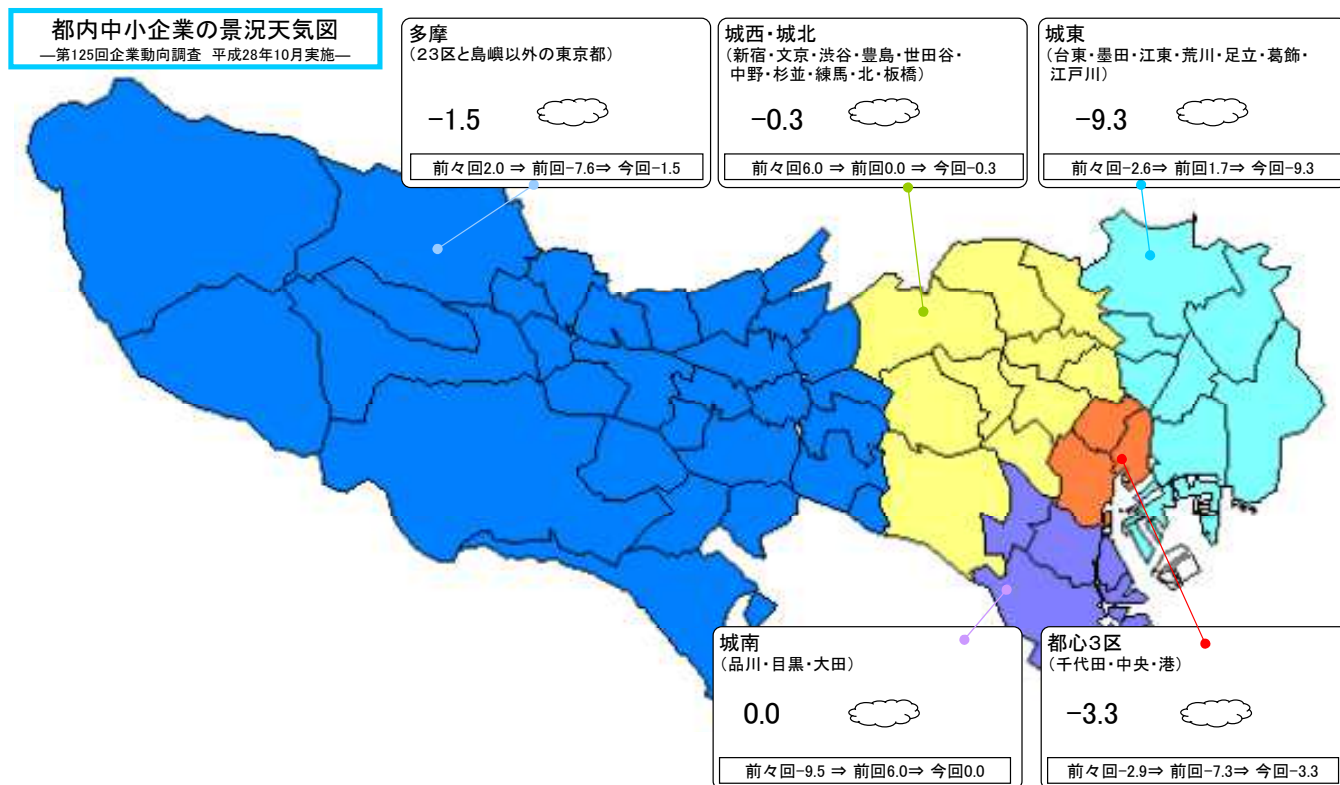 都内中小企業の景況天気図
―第125回企業動向調査 平成28年10月実施―
多摩
(23区と島嶼以外の東京都)
-1.5
前々回2.0 ⇒ 前回-7.6⇒ 今回-1.5
城西・城北
(新宿・文京・渋谷・豊島・世田谷・
中野・杉並・練馬・北・板橋)
-0.3
前々回6.0 ⇒ 前回0.0 ⇒ 今回-0.3
城東
(台東・墨田・江東・荒川・足立・葛飾・
江戸川)
-9.3
前々回-2.6⇒ 前回1.7⇒ 今回-9.3
城南
(品川・目黒・大田)
0.0
前々回-9.5 ⇒ 前回6.0⇒ 今回0.0
都心3区
(千代田・中央・港)
-3.3
前々回-2.9⇒ 前回-7.3⇒ 今回-3.3